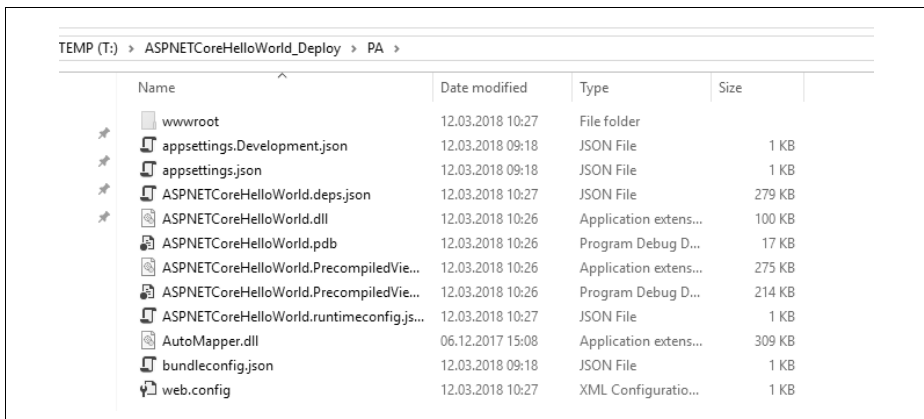 TEMP (T:) > ASPNETCoreHelloWorld_Deploy > PA >
Name Date modified Type Size
wwwroot 12.03.2018 10:27 File folder
appsettings.Development.json 12.03.2018 09:18 JSON File 1 KB
appsettings.json 12.03.2018 09:18 JSON File 1 KB
ASPNETCoreHelloWorld.deps.json 12.03.2018 10:27 JSON File 279 KB
ASPNETCoreHelloWorld.dll 12.03.2018 10:26 Application extens... 100 KB
ASPNETCoreHelloWorld.pdb 12.03.2018 10:26 Program Debug D... 17 KB
ASPNETCoreHelloWorld.PrecompiledVie... 12.03.2018 10:26 Application extens... 275 KB
ASPNETCoreHelloWorld.PrecompiledVie... 12.03.2018 10:26 Program Debug D... 214 KB
ASPNETCoreHelloWorld.runtimeconfig.js... 12.03.2018 10:27 JSON File 1 KB
AutoMapper.dll 06.12.2017 15:08 Application extens... 309 KB
bundleconfig.json 12.03.2018 09:18 JSON File 1 KB
web.config 12.03.2018 10:27 XML Configuratio... 1 KB